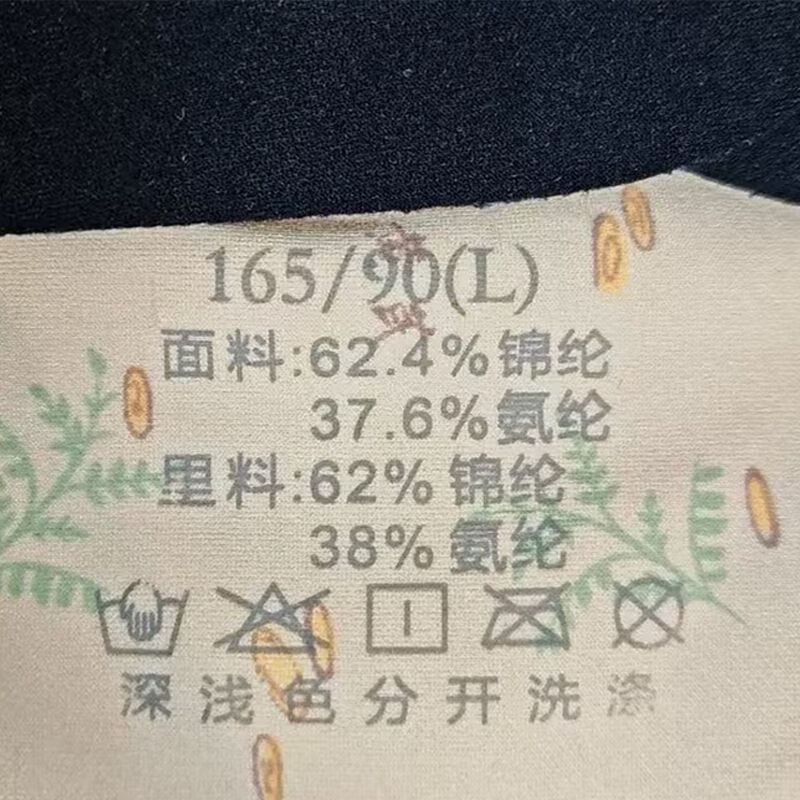 165/90(L)
面料:62.4%锦纶
37.6%氨纶
里料:62%锦纶
38%氨纶
深浅色分开洗涤